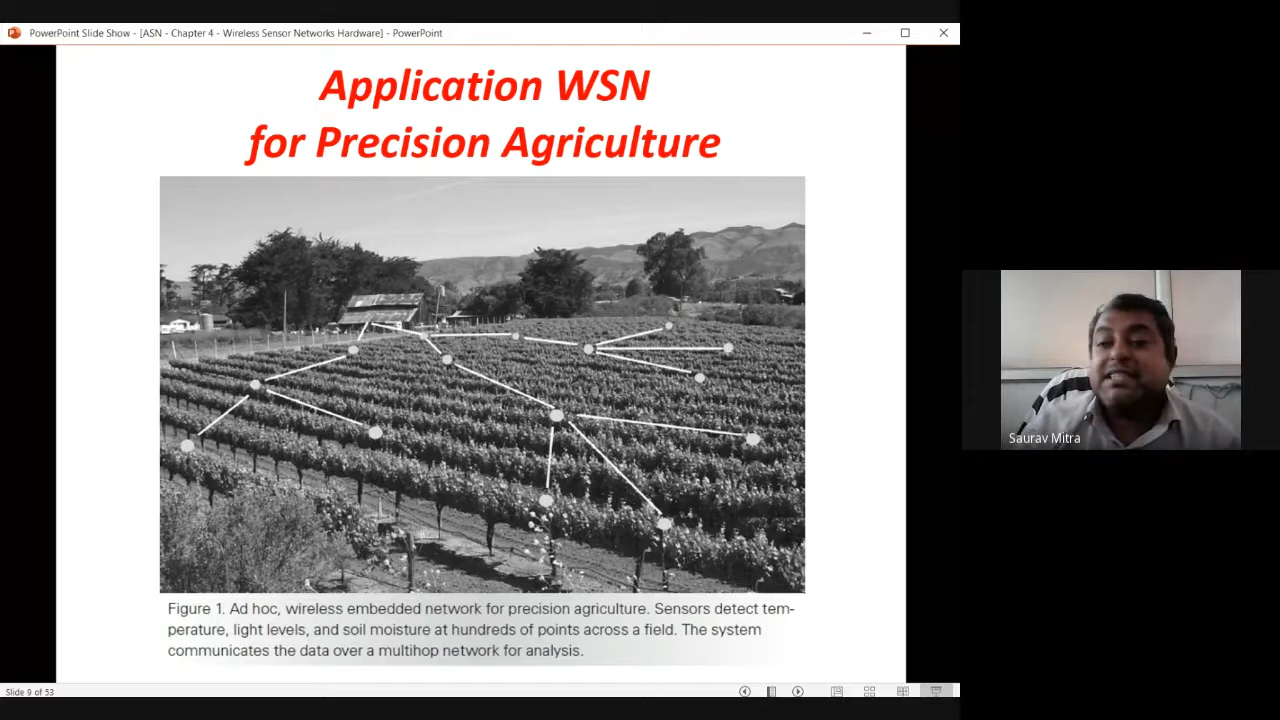 PowerPoint Slide Show - [ASN - Chapter 4 - Wireless Sensor Networks Hardware] - PowerPoint
Application WSN
for Precision Agriculture
Figure 1. Ad hoc, wireless embedded network for precision agriculture. Sensors detect tem-
perature, light levels, and soil moisture at hundreds of points across a field. The system
communicates the data over a multihop network for analysis.
Saurav Mitra
Slide 9 of 53